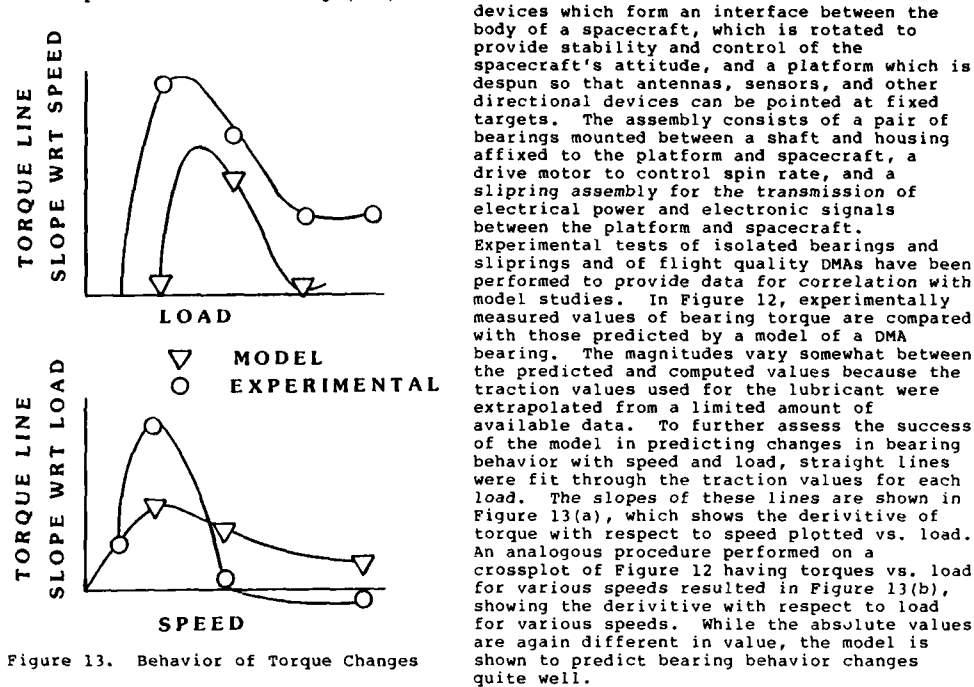 TORQUE LINE
SLOPE WRT SPEED
LOAD
MODEL
EXPERIMENTAL
TORQUE LINE
SLOPE WRT LOAD
SPEED
Figure 13. Behavior of Torque Changes
devices which form an interface between the
body of a spacecraft, which is rotated to
provide stability and control of the
spacecraft's attitude, and a platform which is
despun so that antennas, sensors, and other
directional devices can be pointed at fixed
targets. The assembly consists of a pair of
bearings mounted between a shaft and housing
affixed to the platform and spacecraft, a
drive motor to control spin rate, and a
slipring assembly for the transmission of
electrical power and electronic signals
between the platform and spacecraft.
Experimental tests of isolated bearings and
sliprings and of flight quality DMAs have been
performed to provide data for correlation with
model studies. In Figure 12, experimentally
measured values of bearing torque are compared
with those predicted by a model of a DMA
bearing. The magnitudes vary somewhat between
the predicted and computed values because the
traction values used for the lubricant were
extrapolated from a limited amount of
available data. To further assess the success
of the model in predicting changes in bearing
behavior with speed and load, straight lines
were fit through the traction values for each
load. The slopes of these lines are shown in
Figure 13(a), which shows the derivitive of
torque with respect to speed plotted vs. load.
An analogous procedure performed on a
crossplot of Figure 12 having torques vs. load
for various speeds resulted in Figure 13(b),
showing the derivitive with respect to load
for various speeds. While the absolute values
are again different in value, the model is
shown to predict bearing behavior changes
quite well.